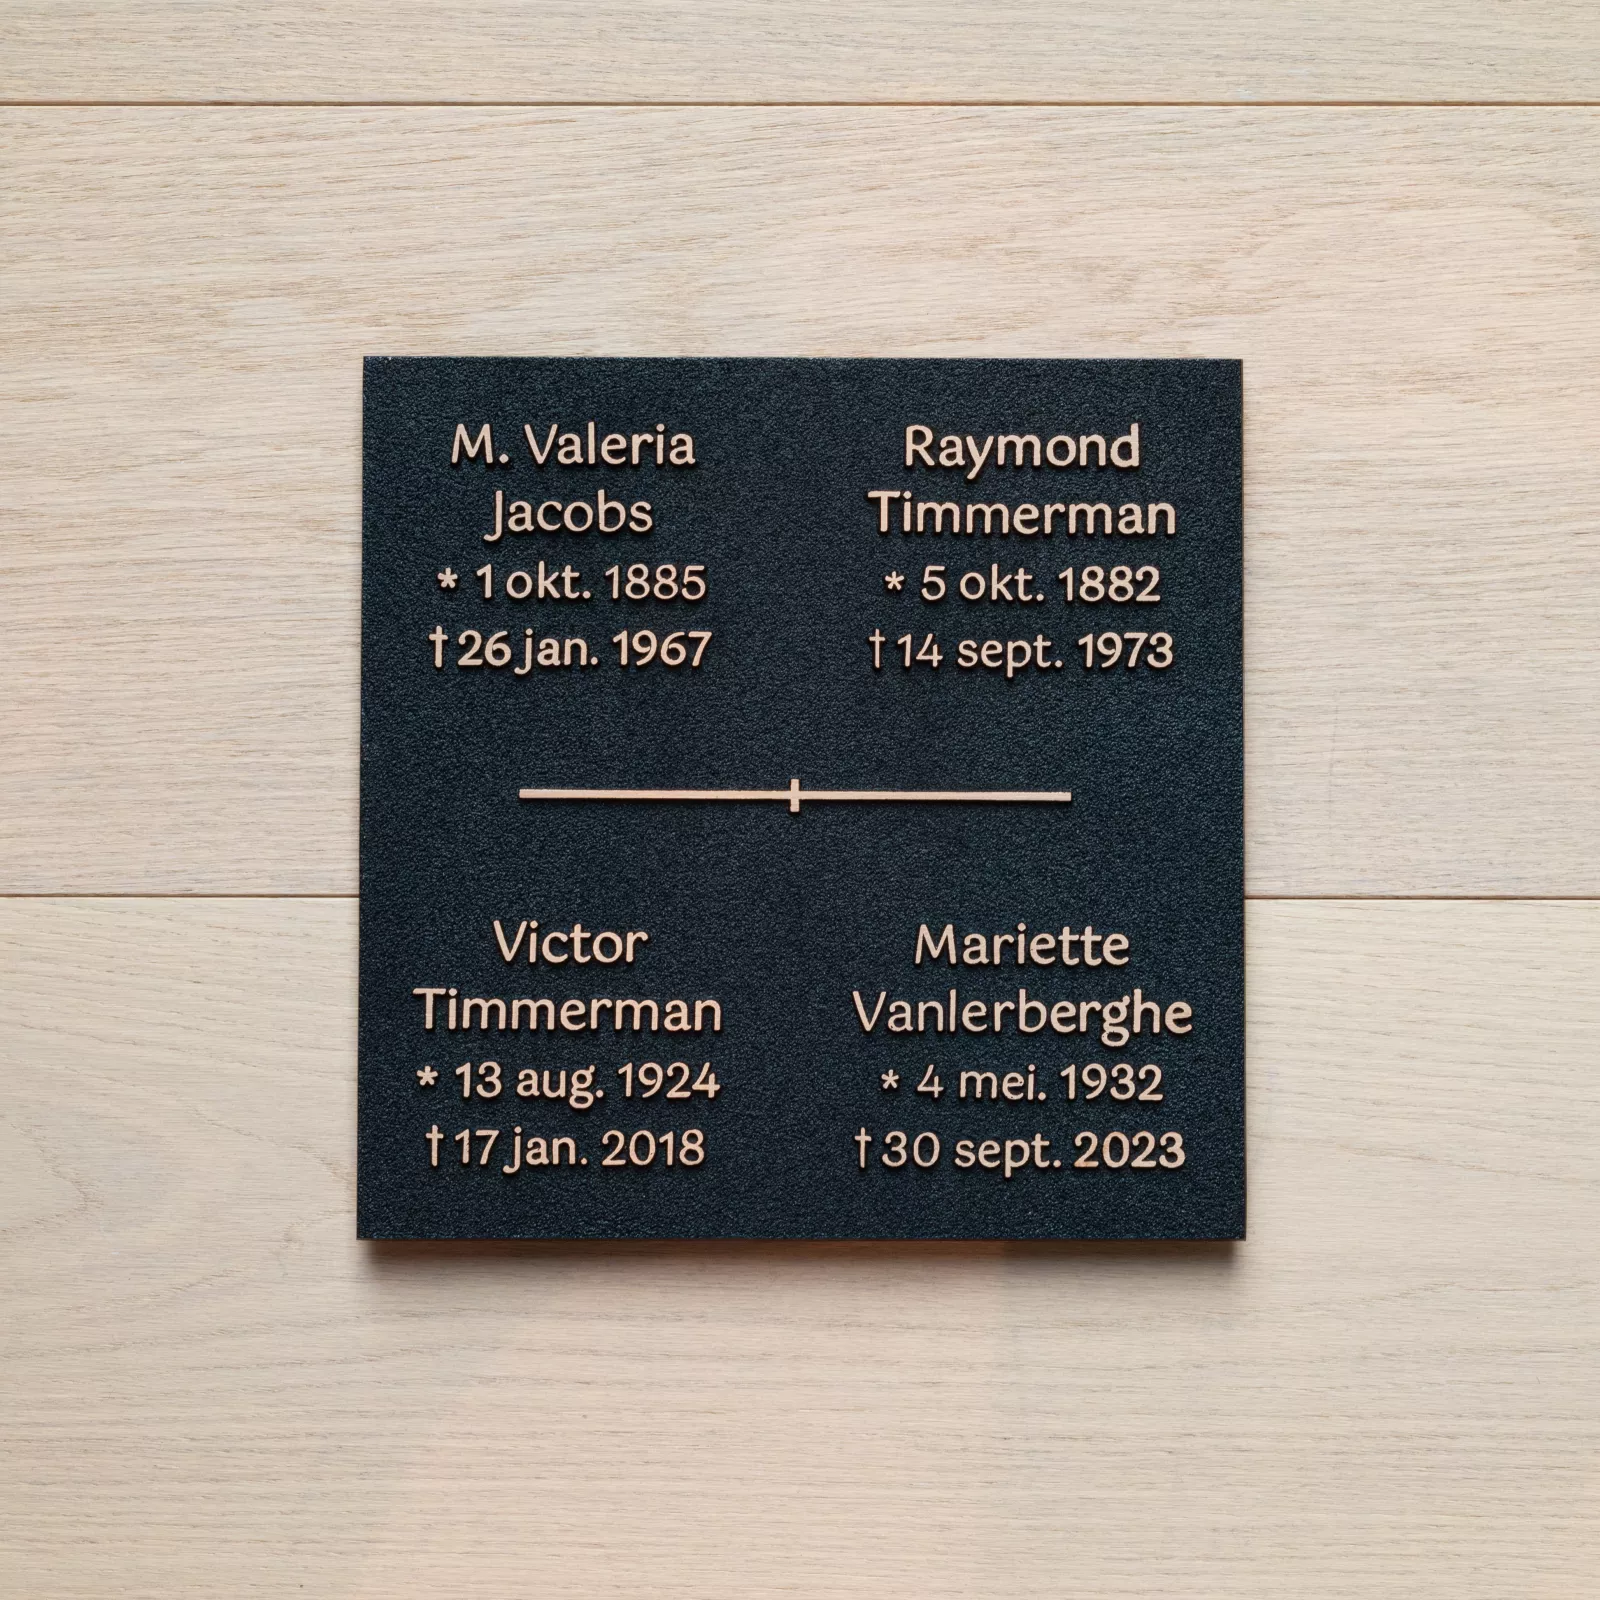 M. Valeria
Jacobs
* 1 okt. 1885
† 26 jan. 1967
Raymond
Timmerman
* 5 okt. 1882
† 14 sept. 1973
Victor
Timmerman
* 13 aug. 1924
† 17 jan. 2018
Mariette
Vanlerberghe
* 4 mei. 1932
† 30 sept. 2023